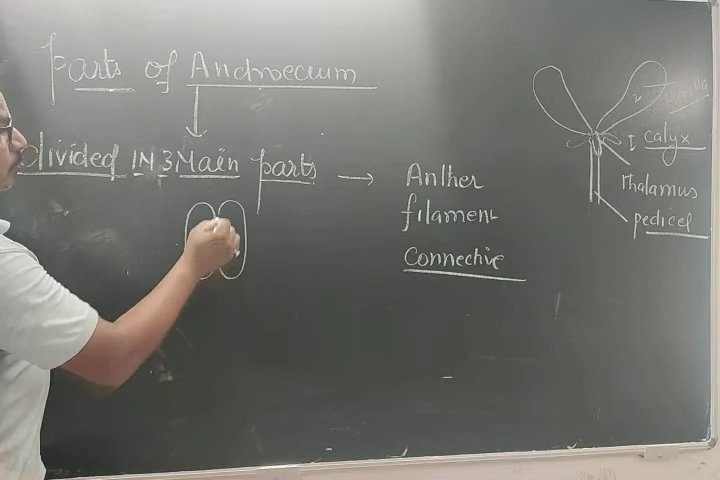 Parts of Androecium
divided IN 3 Main parts → Anther
filament
Connective
calyx
Thalamus
pedicel